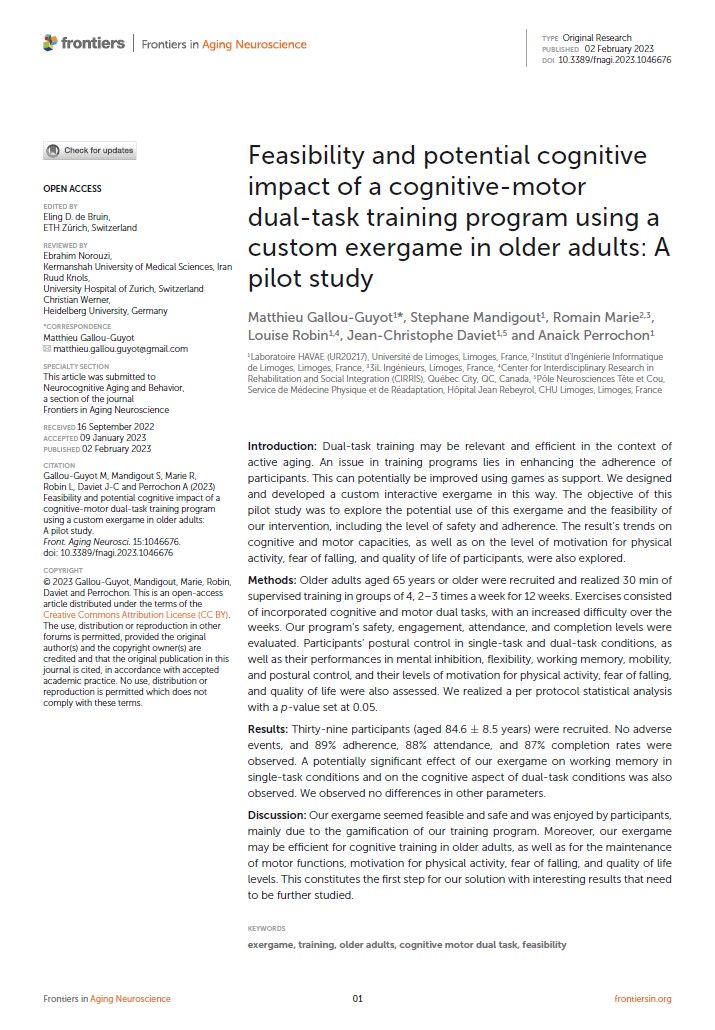 frontiers | Frontiers in Aging Neuroscience
TYPE Original Research
PUBLISHED 02 February 2023
DOI 10.3389/fnagi.2023.1046676
Check for updates
OPEN ACCESS
EDITED BY
Eling D. de Bruin,
ETH Zürich, Switzerland
REVIEWED BY
Ebrahim Norouzi,
Kermanshah University of Medical Sciences, Iran
Ruud Knols,
University Hospital of Zurich, Switzerland
Christian Werner,
Heidelberg University, Germany
*CORRESPONDENCE
Matthieu Gallou-Guyot
matthieu.gallou.guyot@gmail.com
SPECIALTY SECTION
This article was submitted to
Neurocognitive Aging and Behavior,
a section of the journal
Frontiers in Aging Neuroscience
RECEIVED 16 September 2022
ACCEPTED 09 January 2023
PUBLISHED 02 February 2023
CITATION
Gallou-Guyot M, Mandigout S, Marie R,
Robin L, Daviet J-C and Perrochon A (2023)
Feasibility and potential cognitive impact of a
cognitive-motor dual-task training program
using a custom exergame in older adults:
A pilot study.
Front. Aging Neurosci. 15:1046676.
doi: 10.3389/fnagi.2023.1046676
COPYRIGHT
© 2023 Gallou-Guyot, Mandigout, Marie, Robin,
Daviet and Perrochon. This is an open-access
article distributed under the terms of the
Creative Commons Attribution License (CC BY).
The use, distribution or reproduction in other
forums is permitted, provided the original
author(s) and the copyright owner(s) are
credited and that the original publication in this
journal is cited, in accordance with accepted
academic practice. No use, distribution or
reproduction is permitted which does not
comply with these terms.
Feasibility and potential cognitive
impact of a cognitive-motor
dual-task training program using a
custom exergame in older adults: A
pilot study
Matthieu Gallou-Guyot¹*, Stephane Mandigout¹, Romain Marie²,³,
Louise Robin¹,⁴, Jean-Christophe Daviet¹,⁵ and Anaick Perrochon¹
¹Laboratoire HAVAE (UR20217), Université de Limoges, Limoges, France, ²Institut d'Ingénierie Informatique
de Limoges, Limoges, France, ³3iL Ingénieurs, Limoges, France, ⁴Center for Interdisciplinary Research in
Rehabilitation and Social Integration (CIRRIS), Québec City, QC, Canada, ⁵Pôle Neurosciences Tête et Cou,
Service de Médecine Physique et de Réadaptation, Hôpital Jean Rebeyrol, CHU Limoges, Limoges, France
Introduction: Dual-task training may be relevant and efficient in the context of
active aging. An issue in training programs lies in enhancing the adherence of
participants. This can potentially be improved using games as support. We designed
and developed a custom interactive exergame in this way. The objective of this
pilot study was to explore the potential use of this exergame and the feasibility of
our intervention, including the level of safety and adherence. The result's trends on
cognitive and motor capacities, as well as on the level of motivation for physical
activity, fear of falling, and quality of life of participants, were also explored.
Methods: Older adults aged 65 years or older were recruited and realized 30 min of
supervised training in groups of 4, 2–3 times a week for 12 weeks. Exercises consisted
of incorporated cognitive and motor dual tasks, with an increased difficulty over the
weeks. Our program's safety, engagement, attendance, and completion levels were
evaluated. Participants' postural control in single-task and dual-task conditions, as
well as their performances in mental inhibition, flexibility, working memory, mobility,
and postural control, and their levels of motivation for physical activity, fear of falling,
and quality of life were also assessed. We realized a per protocol statistical analysis
with a p-value set at 0.05.
Results: Thirty-nine participants (aged 84.6 ± 8.5 years) were recruited. No adverse
events, and 89% adherence, 88% attendance, and 87% completion rates were
observed. A potentially significant effect of our exergame on working memory in
single-task conditions and on the cognitive aspect of dual-task conditions was also
observed. We observed no differences in other parameters.
Discussion: Our exergame seemed feasible and safe and was enjoyed by participants,
mainly due to the gamification of our training program. Moreover, our exergame
may be efficient for cognitive training in older adults, as well as for the maintenance
of motor functions, motivation for physical activity, fear of falling, and quality of life
levels. This constitutes the first step for our solution with interesting results that need
to be further studied.
KEYWORDS
exergame, training, older adults, cognitive motor dual task, feasibility
Frontiers in Aging Neuroscience
01
frontiersin.org